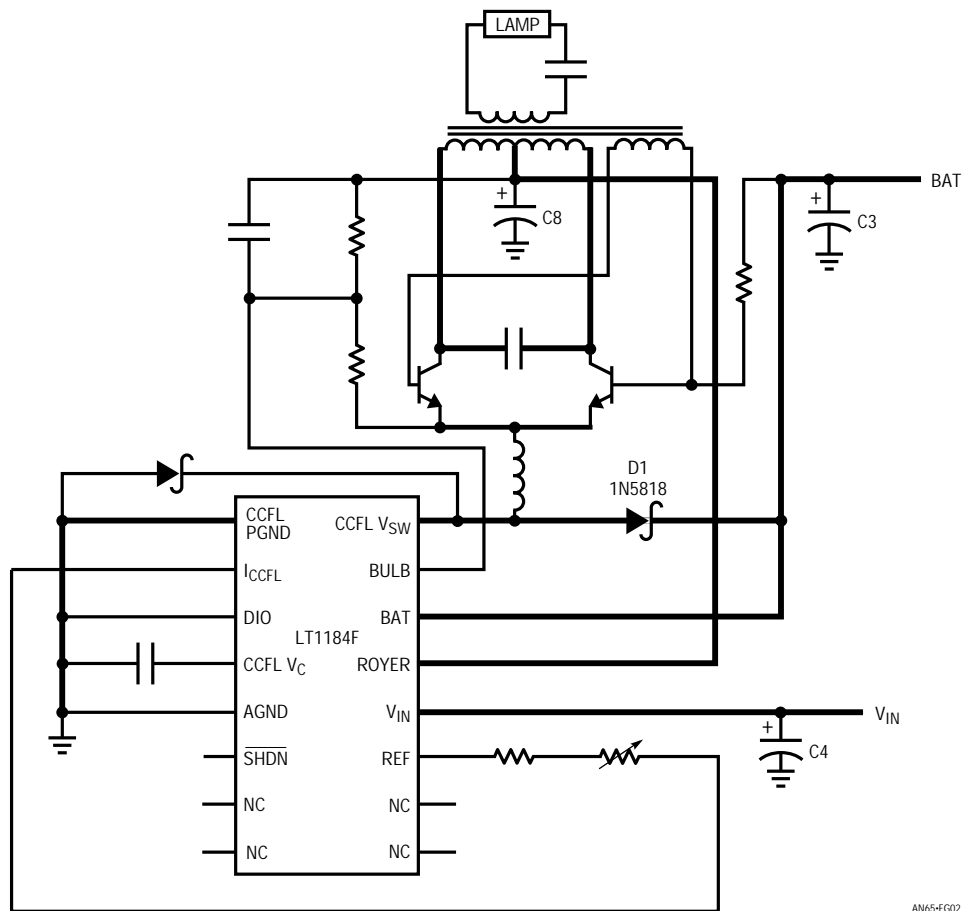 LAMP
BAT
+
C8
+
C3
D1
1N5818
CCFL
PGND
CCFL VSW
ICCFL
BULB
DIO
BAT
LT1184F
CCFL VC
ROYER
AGND
VIN
VIN
+
C4
SHDN
REF
NC
NC
NC
NC
AN65•FG02